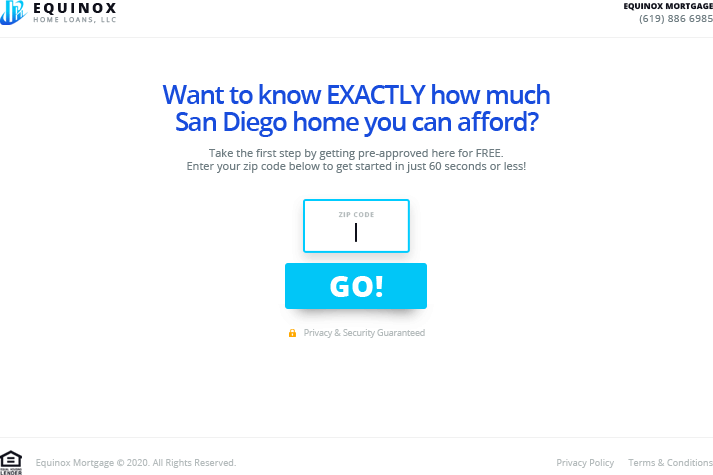 EQUINOX
HOME LOANS, LLC
EQUINOX MORTGAGE
(619) 886 6985
Want to know EXACTLY how much
San Diego home you can afford?
Take the first step by getting pre-approved here for FREE.
Enter your zip code below to get started in just 60 seconds or less!
ZIP CODE
GO!
Privacy & Security Guaranteed
LENDER
Equinox Mortgage © 2020. All Rights Reserved.
Privacy Policy
Terms & Conditions